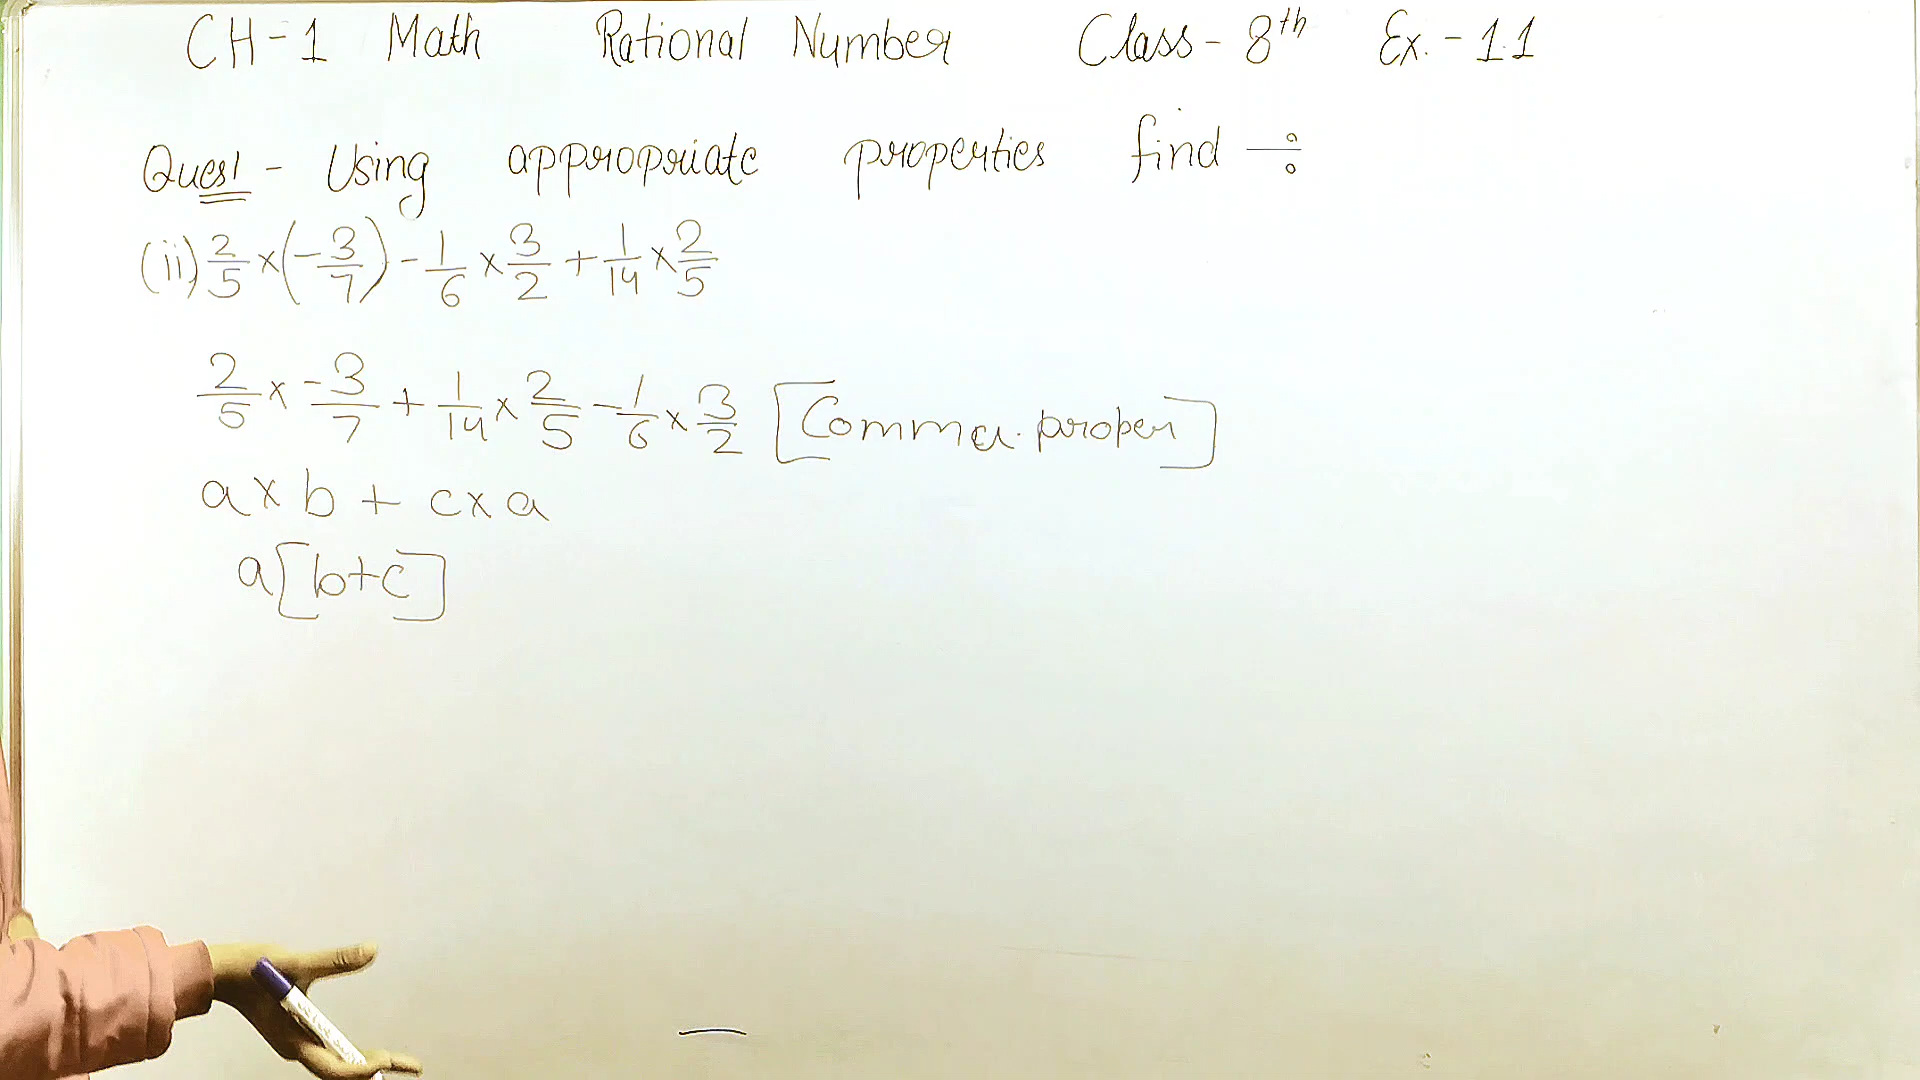 CH-1 Math Rational Number Class-8th Ex.-1.1
Ques1 - Using appropriate properties find ÷
(ii) 2/5 × (-3/7) - 1/6 × 3/2 + 1/14 × 2/5
2/5 × -3/7 + 1/14 × 2/5 - 1/6 × 3/2 [Commu. proper]
a × b + c × a
a[b+c]